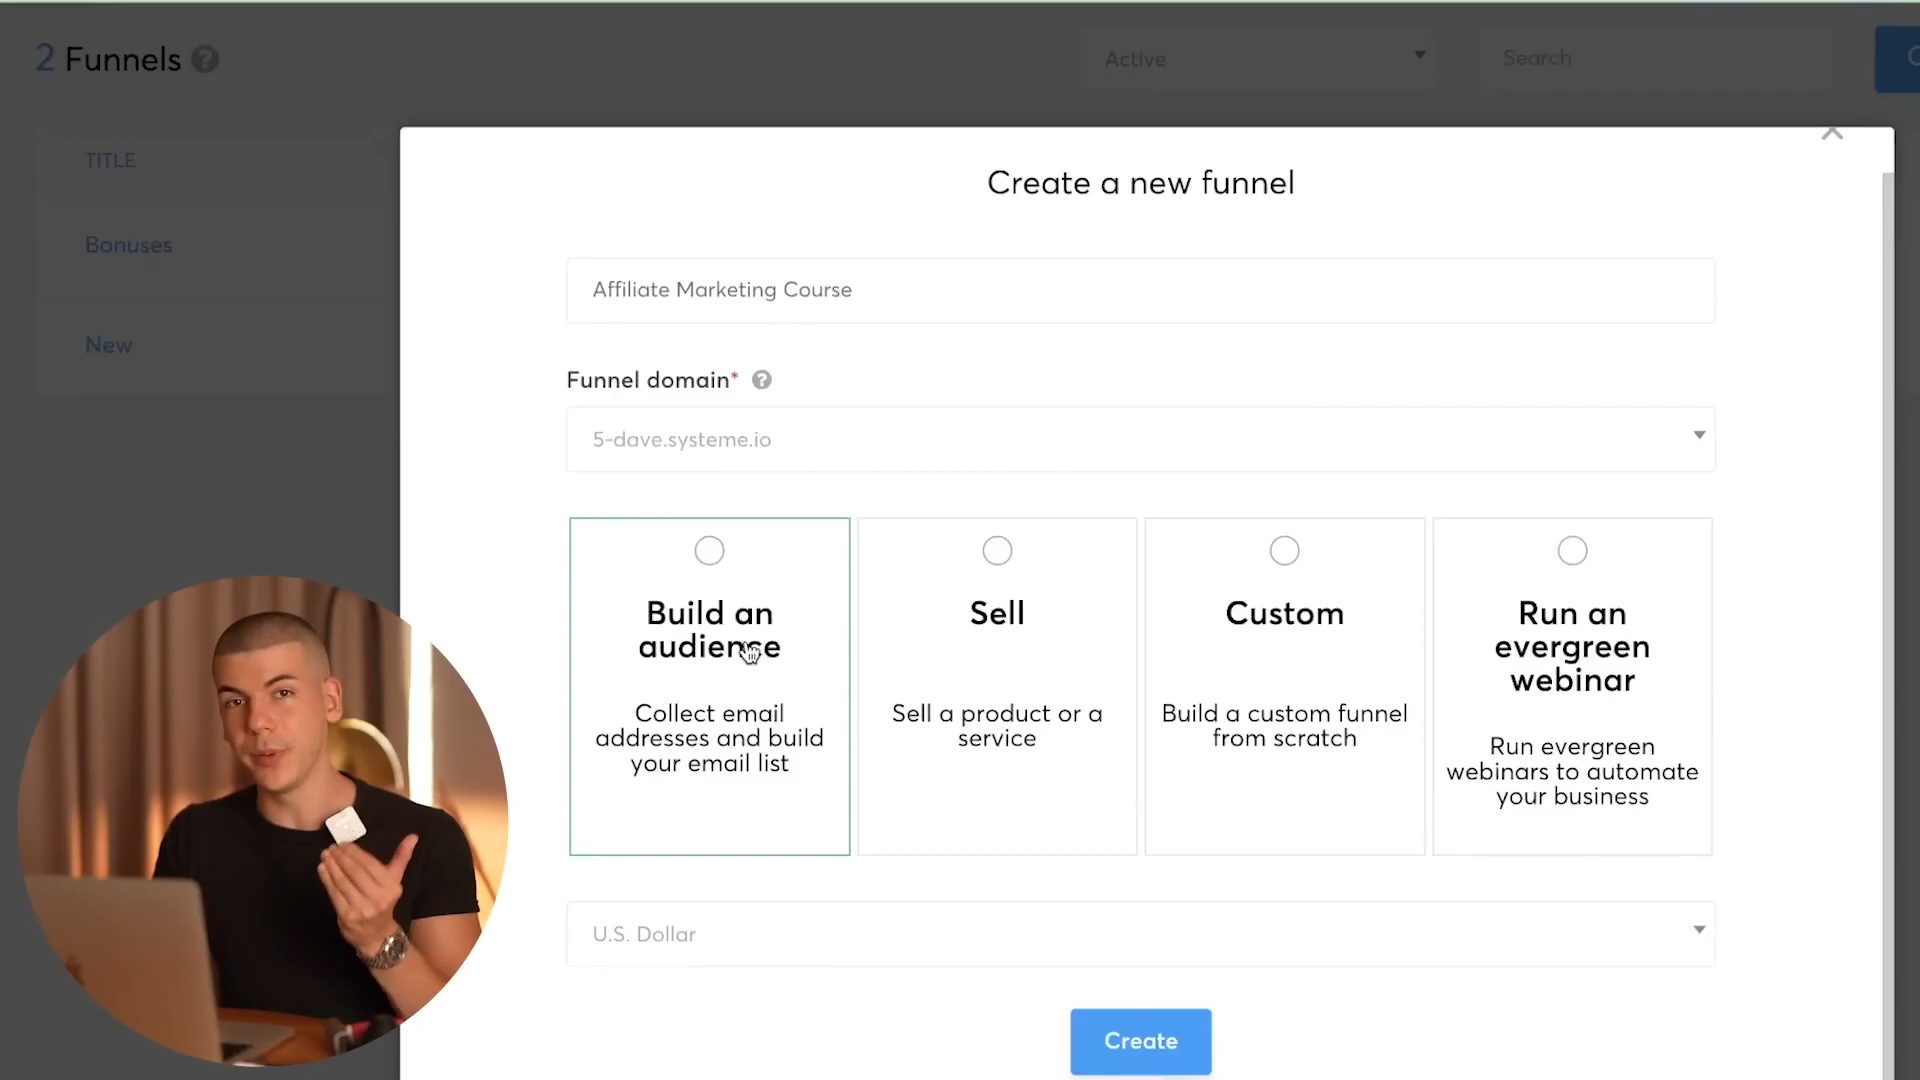 2 Funnels ?
Active
Search
TITLE
Bonuses
New
Create a new funnel
Affiliate Marketing Course
Funnel domain* ?
5-dave.systeme.io
Build an
audience
Collect email
addresses and build
your email list
Sell
Sell a product or a
service
Custom
Build a custom funnel
from scratch
Run an
evergreen
webinar
Run evergreen
webinars to automate
your business
U.S. Dollar
Create